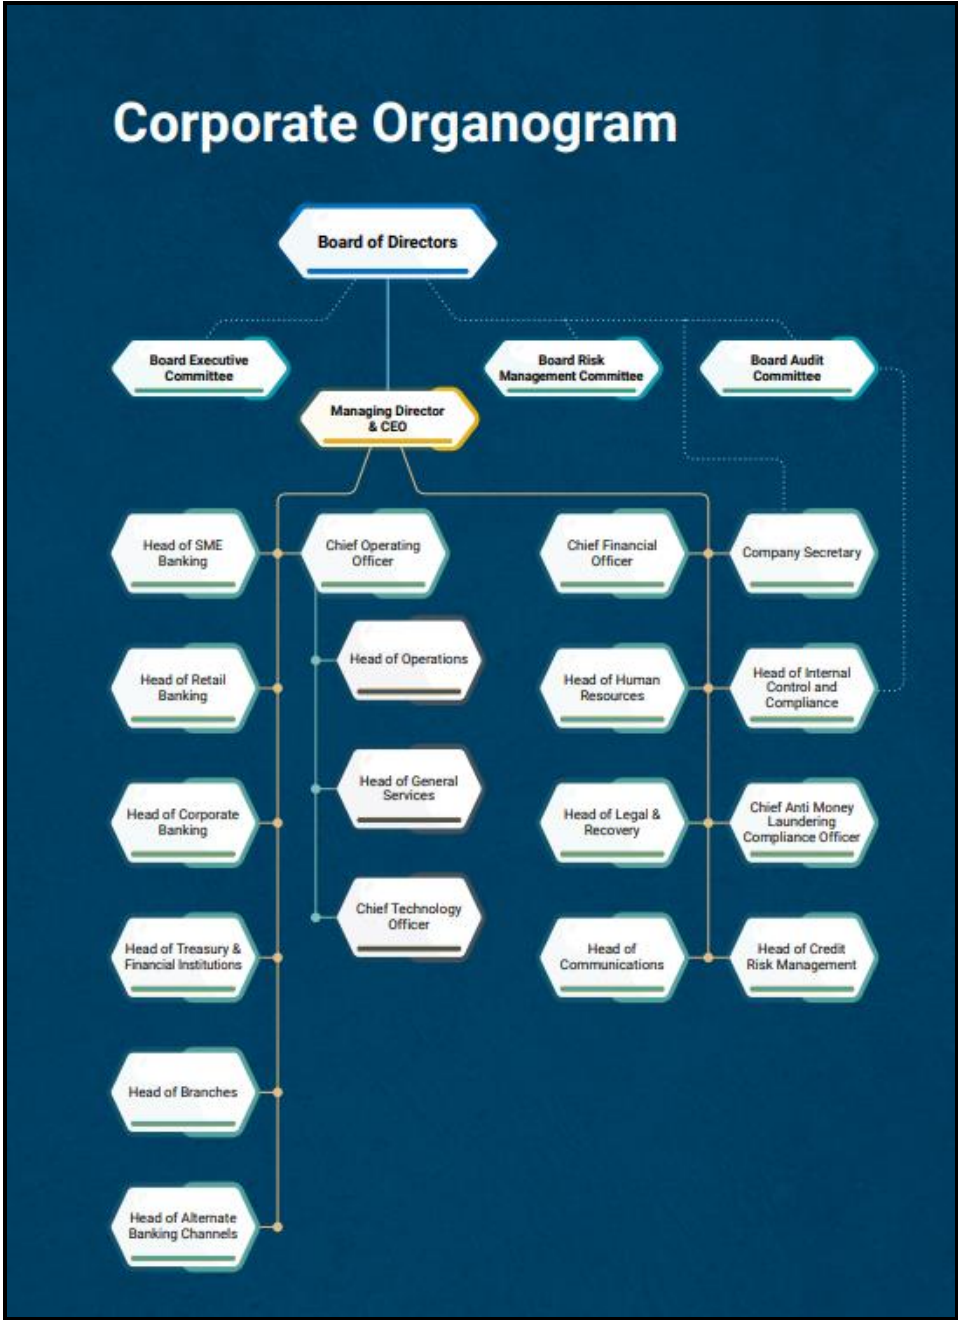 Corporate Organogram
Board of Directors
Board Executive
Committee
Board Risk
Management Committee
Board Audit
Committee
Managing Director
& CEO
Head of SME
Banking
Chief Operating
Officer
Chief Financial
Officer
Company Secretary
Head of Operations
Head of Retail
Banking
Head of Human
Resources
Head of Internal
Control and
Compliance
Head of General
Services
Head of Corporate
Banking
Head of Legal &
Recovery
Chief Anti Money
Laundering
Compliance Officer
Chief Technology
Officer
Head of Treasury &
Financial Institutions
Head of
Communications
Head of Credit
Risk Management
Head of Branches
Head of Alternate
Banking Channels